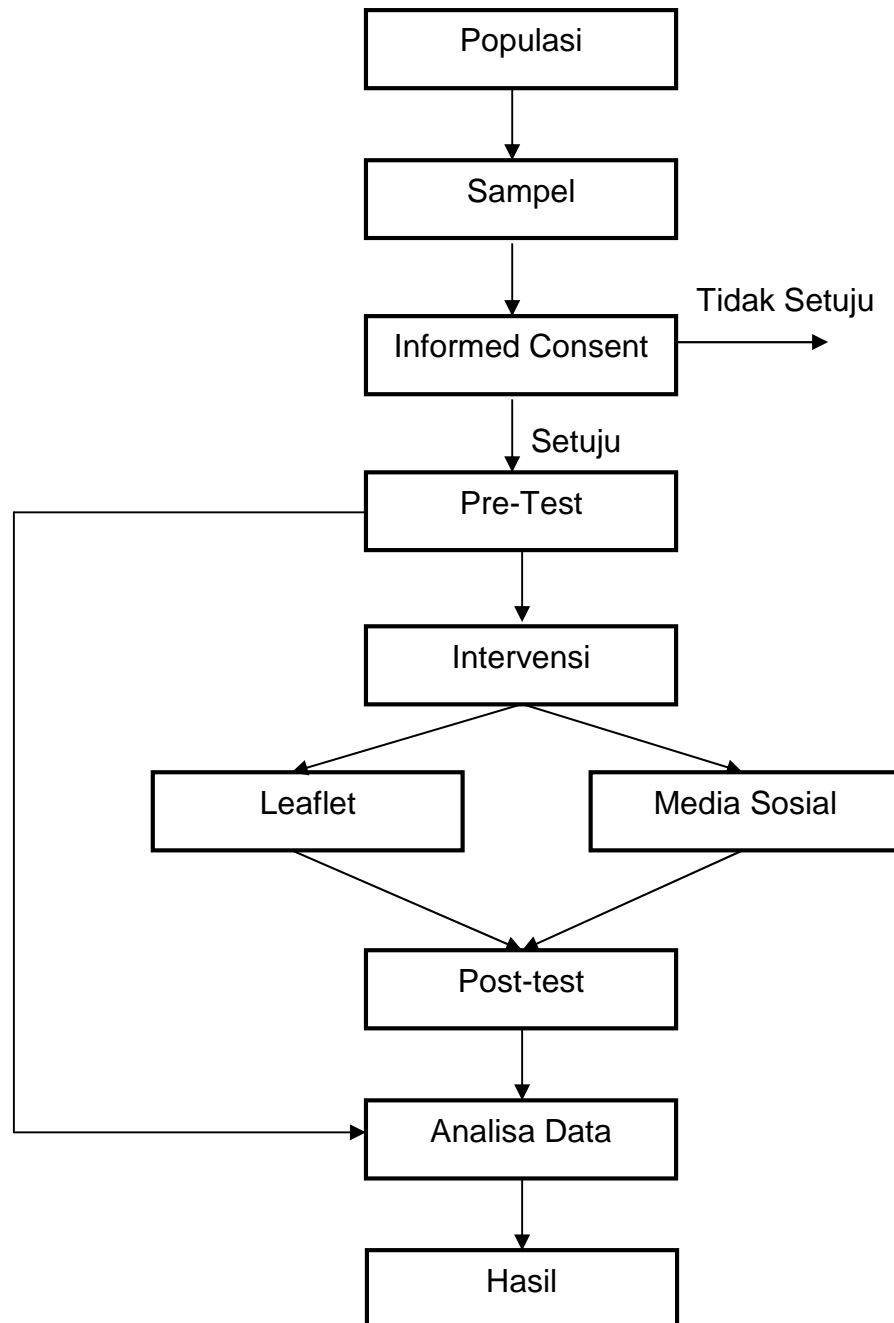 Populasi
Sampel
Tidak Setuju
Informed Consent
Setuju
Pre-Test
Intervensi
Leaflet
Media Sosial
Post-test
Analisa Data
Hasil